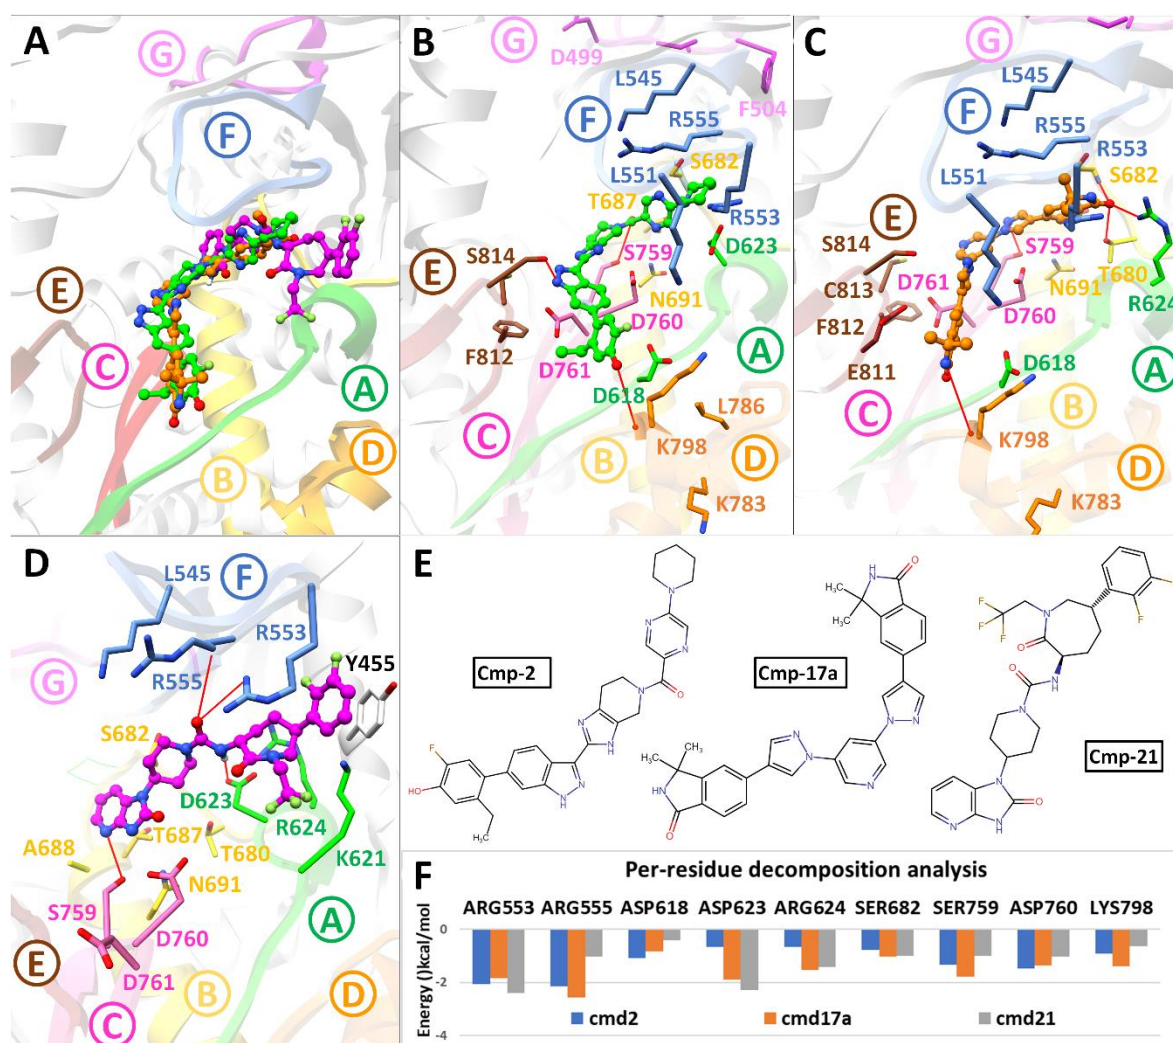 A
G
F
E
C
A
B
D
B
G
D499
L545
F504
F
R555
S682
L551
T687
R553
E
S814
S759
D623
N691
F812
D760
A
D761
D618
L786
C
B
K798
D
K783
C
G
L545
F
R555
R553
L551
S682
E
S814
S759
D761
T680
C813
N691
R624
F812
D760
A
E811
D618
B
C
K798
D
K783
D
L545
F
R553
R555
Y455
G
S682
D623
R624
A688
T687
T680
K621
N691
S759
A
D760
E
D761
B
D
C
E
Cmp-2
Cmp-17a
Cmp-21
F
Per-residue decomposition analysis
ARG553 ARG555 ASP618 ASP623 ARG624 SER682 SER759 ASP760 LYS798
Energy ()kcal/mol
0
-2
-4
cmd2 cmd17a cmd21